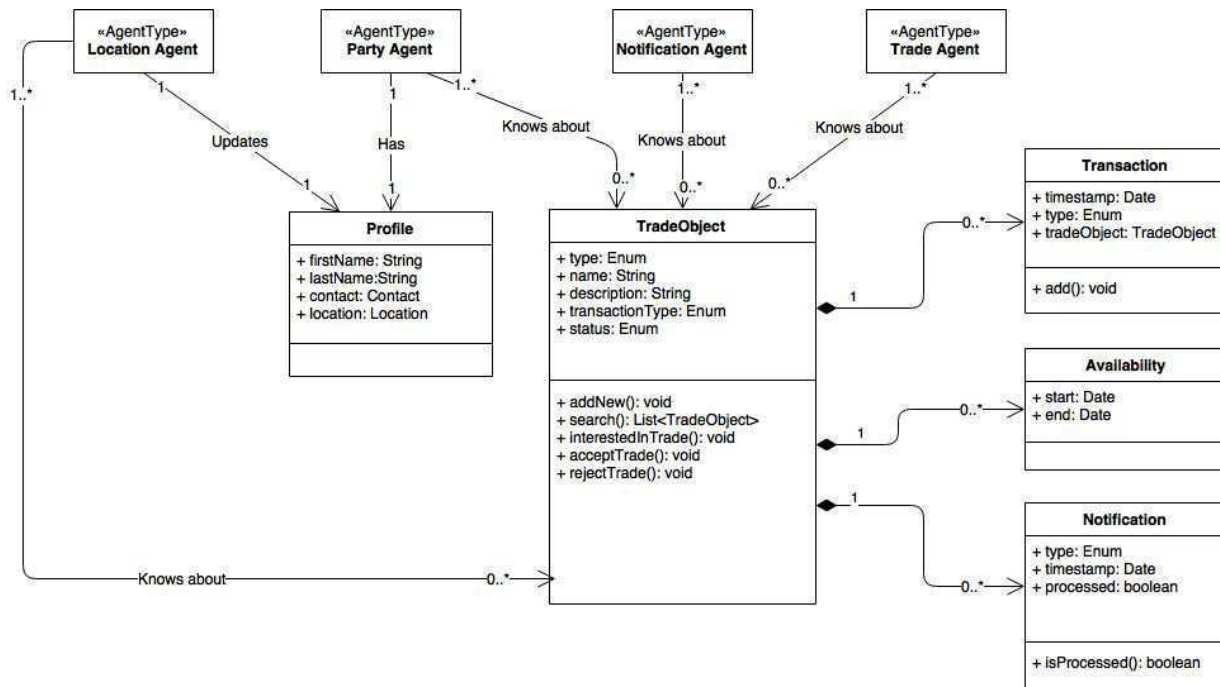 «AgentType»
Location Agent
«AgentType»
Party Agent
«AgentType»
Notification Agent
«AgentType»
Trade Agent
1..*
1
1
1..*
1..*
1..*
Updates
Has
Knows about
Knows about
Knows about
1
1
0..*
0..*
0..*
Profile
+ firstName: String
+ lastName:String
+ contact: Contact
+ location: Location
TradeObject
+ type: Enum
+ name: String
+ description: String
+ transactionType: Enum
+ status: Enum
+ addNew(): void
+ search(): List<TradeObject>
+ interestedInTrade(): void
+ acceptTrade(): void
+ rejectTrade(): void
1
0..*
Transaction
+ timestamp: Date
+ type: Enum
+ tradeObject: TradeObject
+ add(): void
1
0..*
Availability
+ start: Date
+ end: Date
1
0..*
Notification
+ type: Enum
+ timestamp: Date
+ processed: boolean
+ isProcessed(): boolean
Knows about
0..*